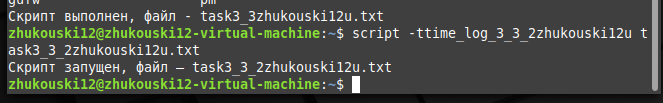 Скрипт выполнен, файл - task3_3zhukouski12u.txt
zhukouski12@zhukouski12-virtual-machine:~$ script -ttime_log_3_3_2zhukouski12u t
ask3_3_2zhukouski12u.txt
Скрипт запущен, файл — task3_3_2zhukouski12u.txt
zhukouski12@zhukouski12-virtual-machine:~$